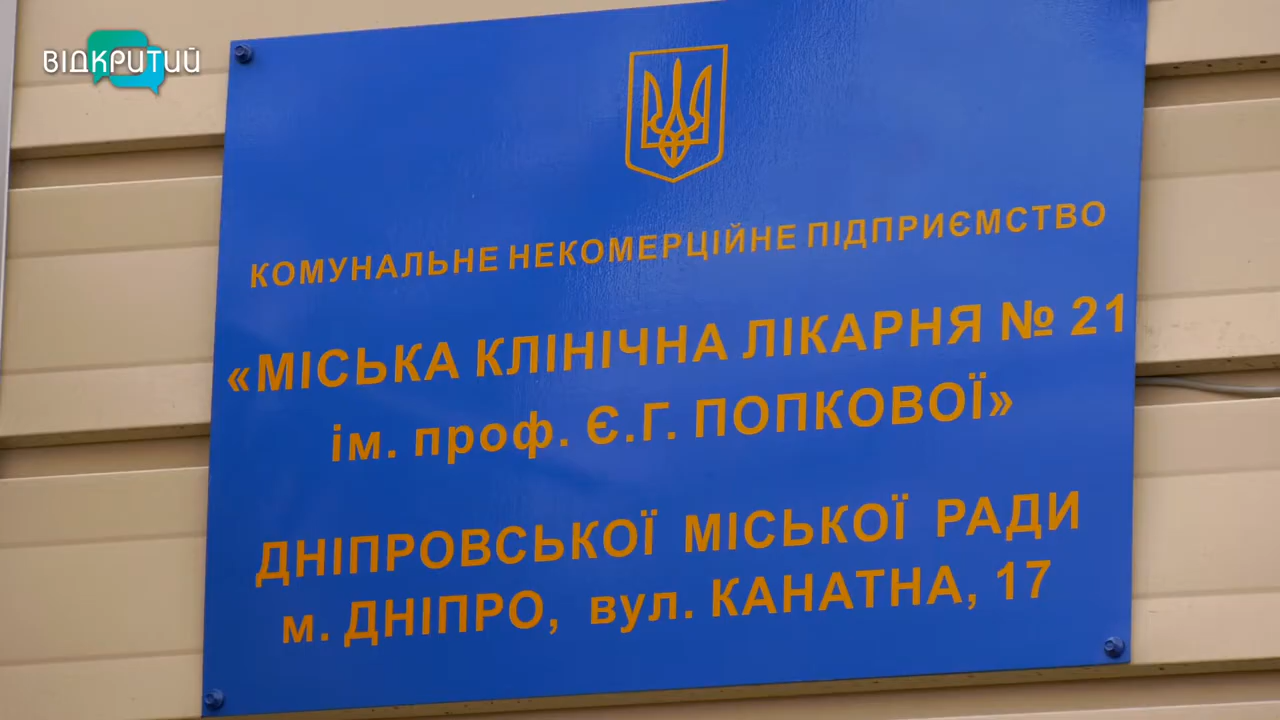 ВІДКРИТИЙ
КОМУНАЛЬНЕ НЕКОМЕРЦІЙНЕ ПІДПРИЄМСТВО
«МІСЬКА КЛІНІЧНА ЛІКАРНЯ № 21
ім. проф. Є.Г. ПОПКОВОЇ»
ДНІПРОВСЬКОЇ МІСЬКОЇ РАДИ
м. ДНІПРО, вул. КАНАТНА, 17